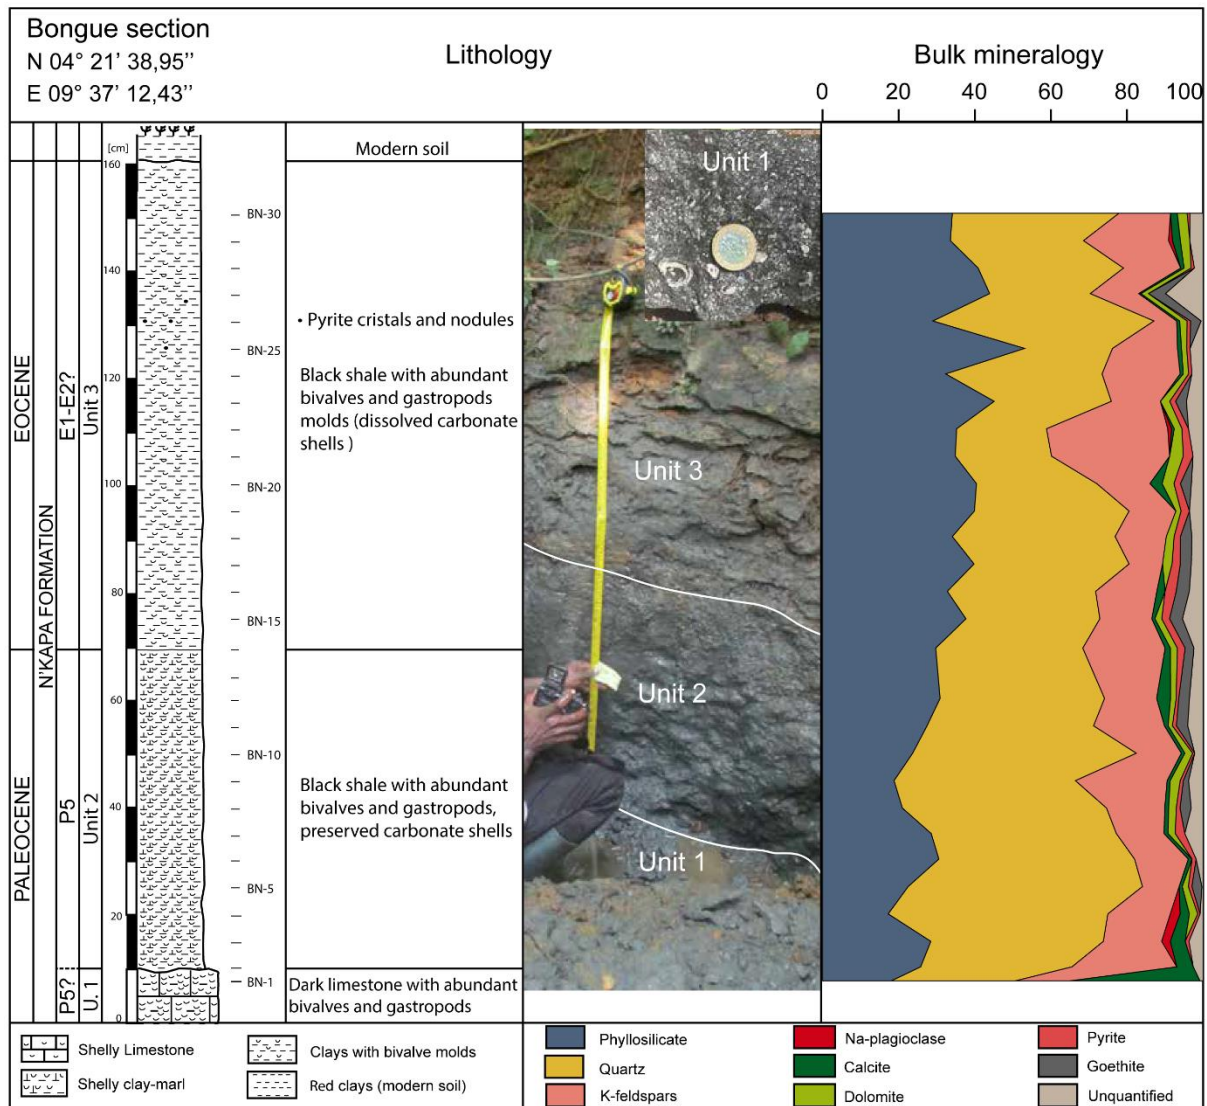 Bongue section
N 04° 21' 38,95’’
E 09° 37' 12,43’’
Lithology
Bulk mineralogy
0 20 40 60 80 100
EOCENE
PALEOCENE
N'KAPA FORMATION
E1-E2?
Unit 3
P5
Unit 2
P5?
U. 1
[cm]
160
140
120
100
80
60
40
20
0
BN-30
BN-25
BN-20
BN-15
BN-10
BN-5
BN-1
Modern soil
• Pyrite cristals and nodules
Black shale with abundant
bivalves and gastropods
molds (dissolved carbonate
shells )
Black shale with abundant
bivalves and gastropods,
preserved carbonate shells
Dark limestone with abundant
bivalves and gastropods
Unit 1
Unit 3
Unit 2
Unit 1
Shelly Limestone
Shelly clay-marl
Clays with bivalve molds
Red clays (modern soil)
Phyllosilicate
Quartz
K-feldspars
Na-plagioclase
Calcite
Dolomite
Pyrite
Goethite
Unquantified